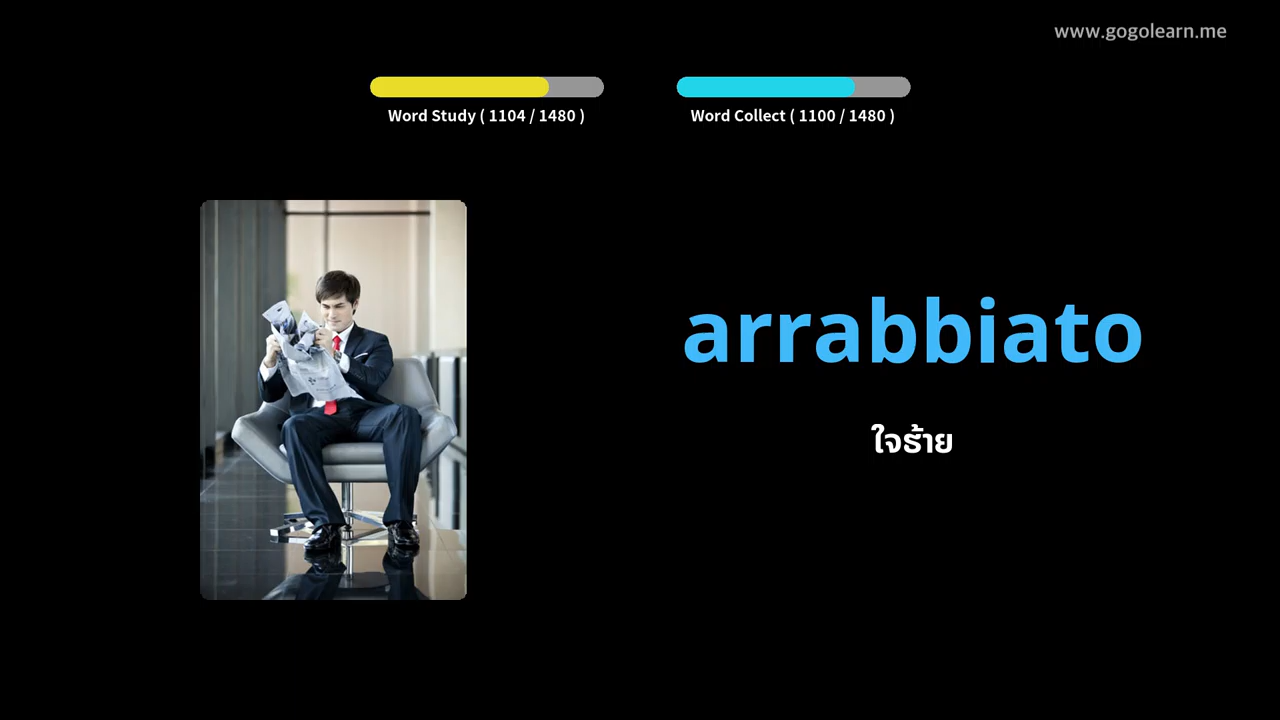 www.gogolearn.me
Word Study ( 1104 / 1480 )
Word Collect ( 1100 / 1480 )
arrabbiato
ใจร้าย